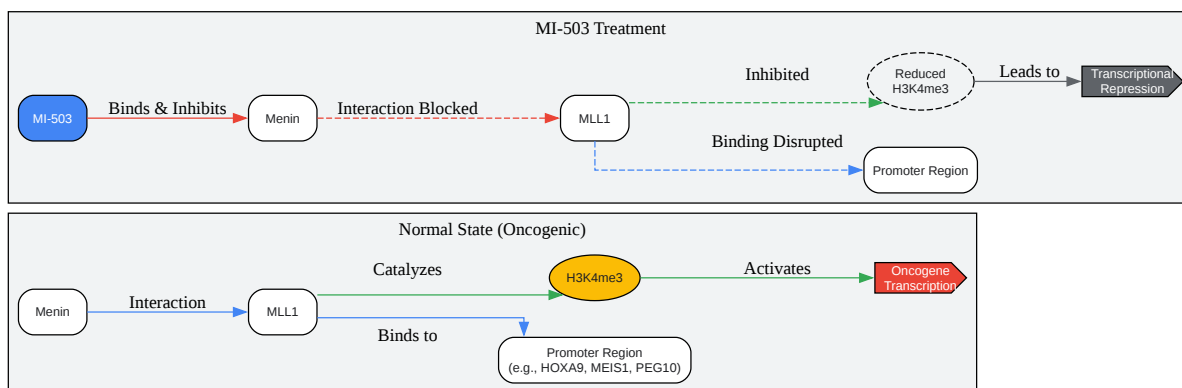 MI-503 Treatment
Inhibited
Reduced
H3K4me3
Leads to
Transcriptional
Repression
MI-503
Binds & Inhibits
Menin
Interaction Blocked
MLL1
Binding Disrupted
Promoter Region
Normal State (Oncogenic)
Catalyzes
H3K4me3
Activates
Oncogene
Transcription
Menin
Interaction
MLL1
Binds to
Promoter Region
(e.g., HOXA9, MEIS1, PEG10)